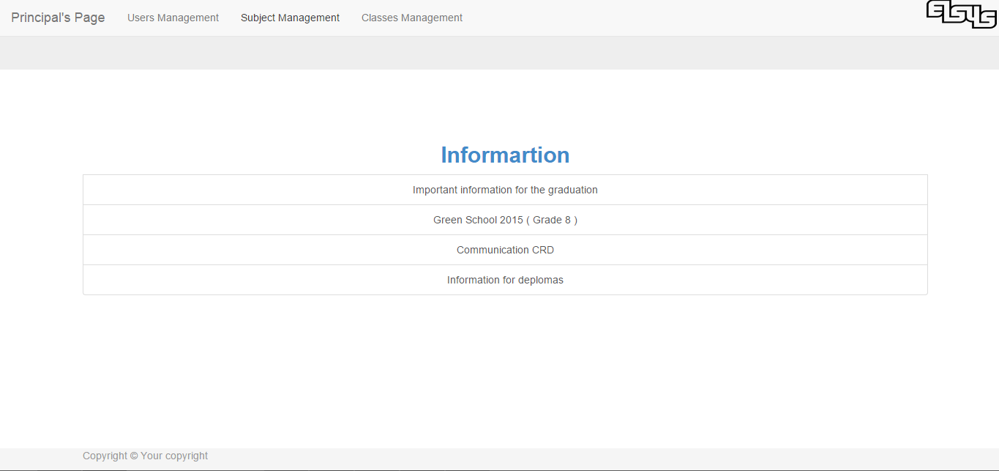 Principal's Page Users Management Subject Management Classes Management ELSYS
Informartion
Important information for the graduation
Green School 2015 ( Grade 8 )
Communication CRD
Information for deplomas
Copyright © Your copyright